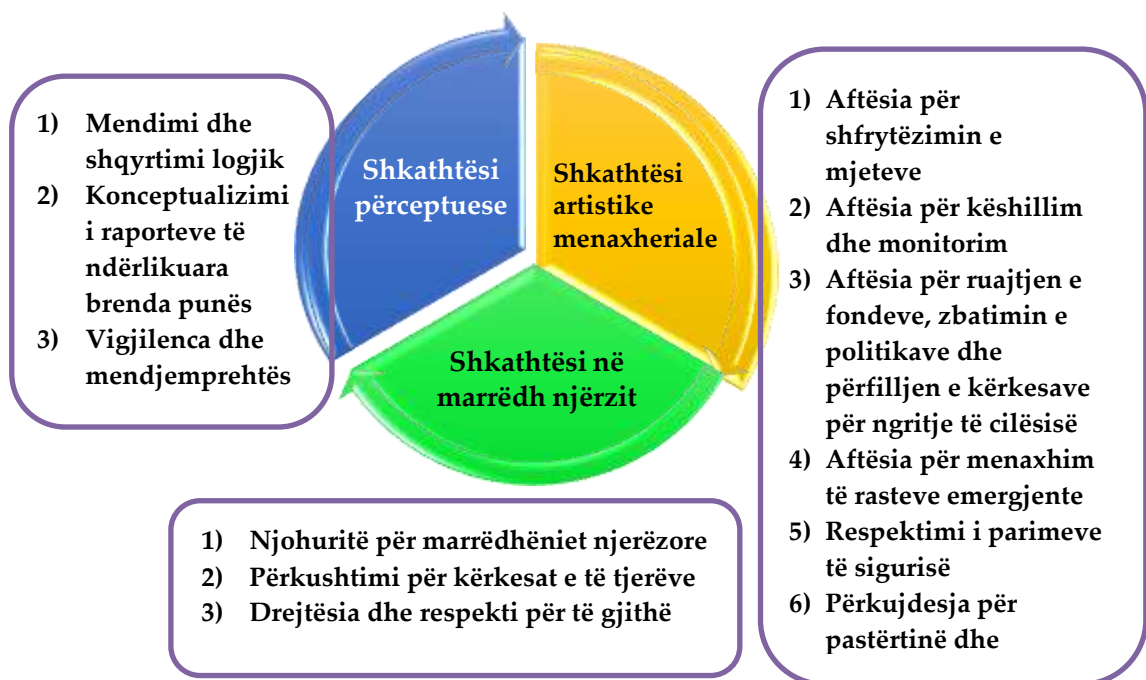 1) Mendimi dhe
shqyrtimi logjik
2) Konceptualizimi
i raporteve të
ndërlikuara
brenda punës
3) Vigjilenca dhe
mendjemprehtës
Shkathtësi
përceptuese
Shkathtësi
artistike
menaxheriale
Shkathtësi në
marrëdh njërzit
1) Aftësia për
shfrytëzimin e
mjeteve
2) Aftësia për këshillim
dhe monitorim
3) Aftësia për ruajtjen e
fondeve, zbatimin e
politikave dhe
përfilljen e kërkesave
për ngritje të cilësisë
4) Aftësia për menaxhim
të rasteve emergjente
5) Respektimi i parimeve
të sigurisë
6) Përkujdesja për
pastërtinë dhe
1) Njohuritë për marrëdhëniet njerëzore
2) Përkushtimi për kërkesat e të tjerëve
3) Drejtësia dhe respekti për të gjithë